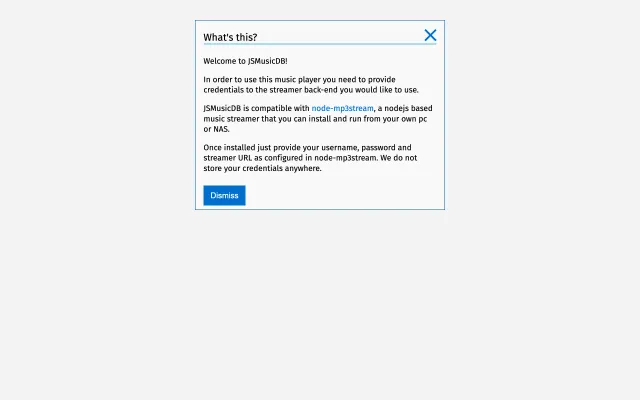 What's this?
Welcome to JSMusicDB!
In order to use this music player you need to provide
credentials to the streamer back-end you would like to use.
JSMusicDB is compatible with node-mp3stream, a nodejs based
music streamer that you can install and run from your own pc
or NAS.
Once installed just provide your username, password and
streamer URL as configured in node-mp3stream. We do not
store your credentials anywhere.
Dismiss